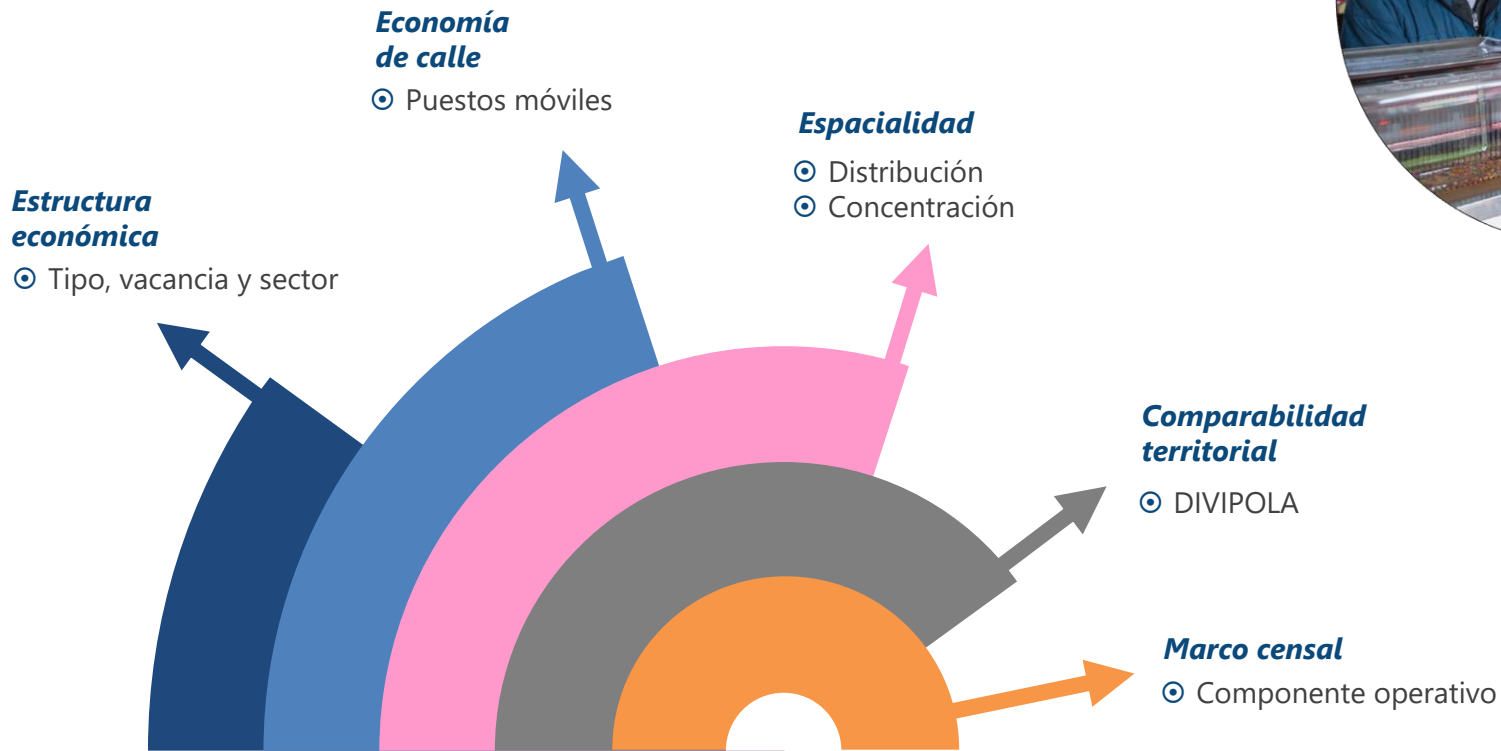 Economía
de calle
Puestos móviles
Espacialidad
Distribución
Concentración
Estructura
económica
Tipo, vacancia y sector
Comparabilidad
territorial
DIVIPOLA
Marco censal
Componente operativo